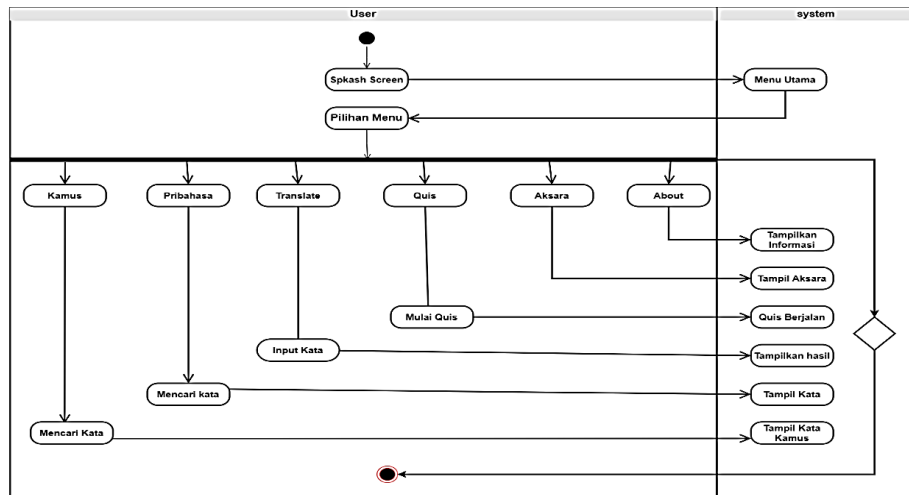 User
system
Spkash Screen
Menu Utama
Pilihan Menu
Kamus
Pribahasa
Translate
Quis
Aksara
About
Tampilkan
Informasi
Tampil Aksara
Mulai Quis
Quis Berjalan
Input Kata
Tampilkan hasil
Mencari kata
Tampil Kata
Mencari Kata
Tampil Kata
Kamus